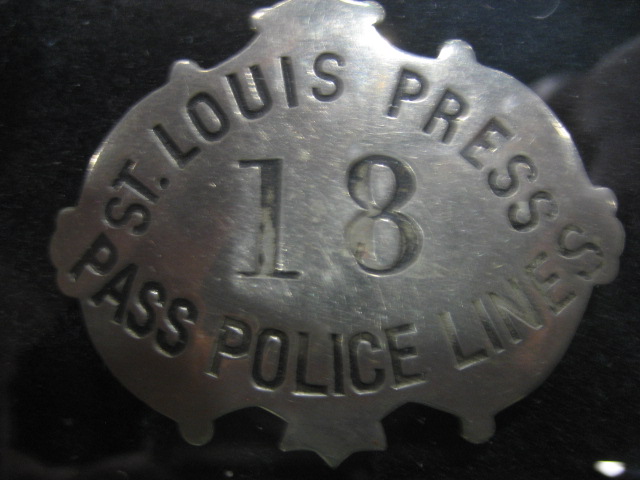 ST. LOUIS PRESS
18
PASS POLICE LINES